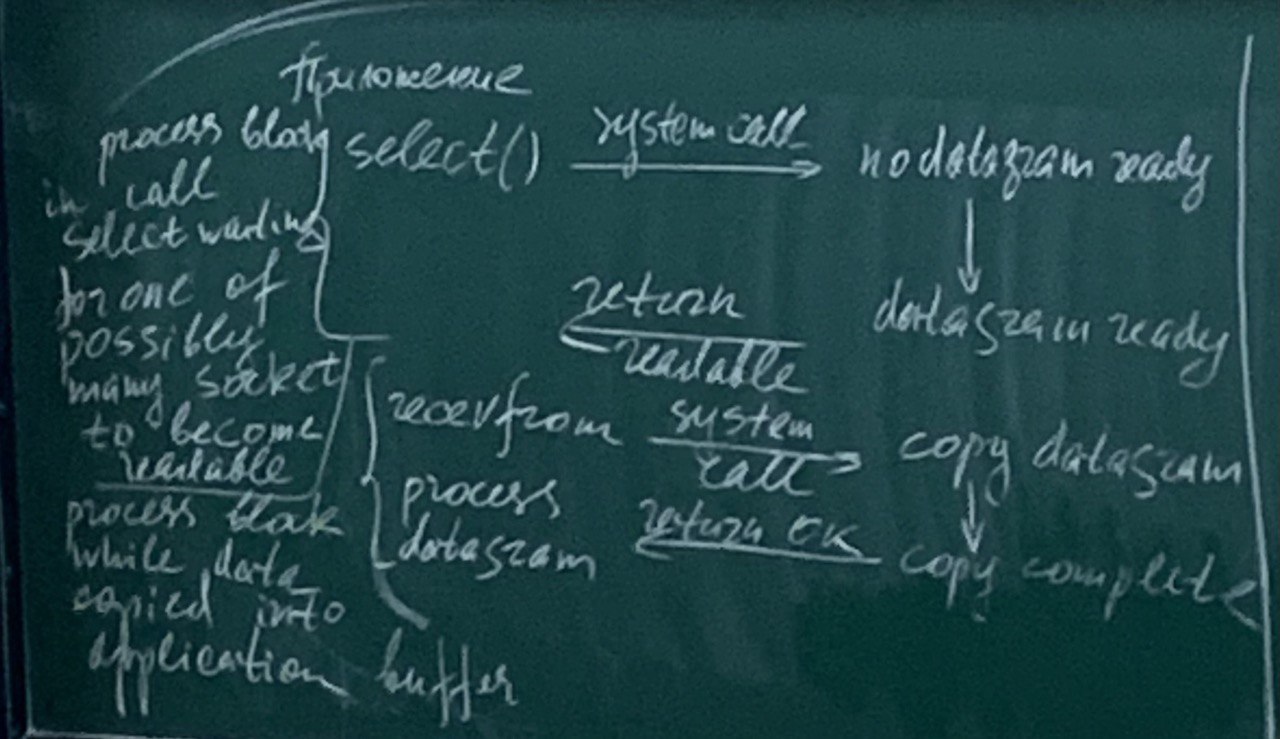 Приложение
process block
in call
select waiting
for one of
possibly
many socket
to become
readable
process block
while data
copied into
application buffer
select()
system call
no datagram ready
datagram ready
return
readable
recvfrom
system
call
copy datagram
process
datagram
return OK
copy complete